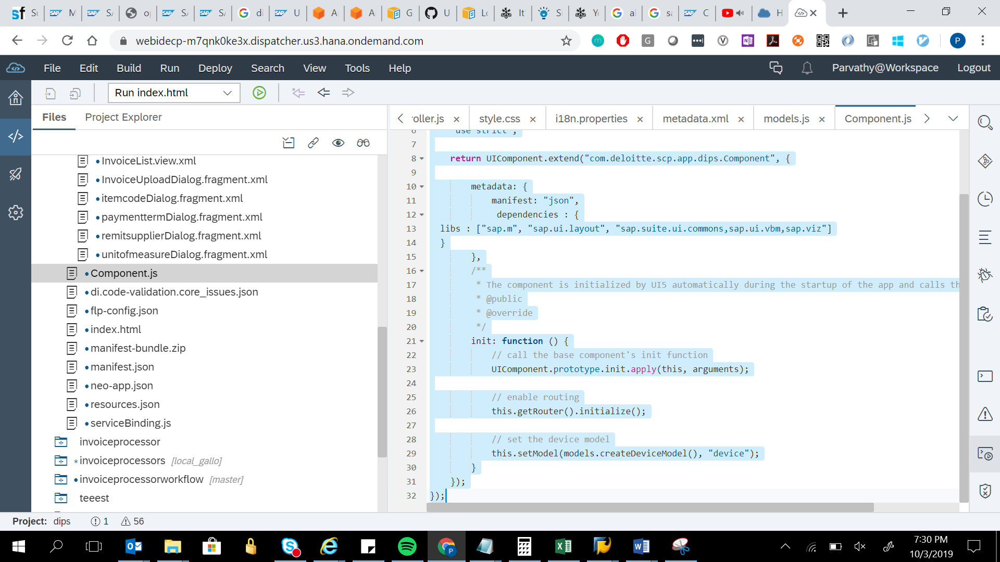 SU
M
SA
o
SA
SA
di
U
A
A
G
U
Lo
It'
Si
Yo
al
sa
C
H
webidecp-m7qnk0ke3x.dispatcher.us3.hana.ondemand.com
P
File Edit Build Run Deploy Search View Tools Help
Parvathy@Workspace Logout
Run index.html
Files Project Explorer
InvoiceList.view.xml
InvoiceUploadDialog.fragment.xml
itemcodeDialog.fragment.xml
paymenttermDialog.fragment.xml
remitsupplierDialog.fragment.xml
unitofmeasureDialog.fragment.xml
Component.js
di.code-validation.core_issues.json
flp-config.json
index.html
manifest-bundle.zip
manifest.json
neo-app.json
resources.json
serviceBinding.js
invoiceprocessor
*invoiceprocessors [local_gallo]
invoiceprocessorworkflow [master]
teeest
roller.js × style.css × i18n.properties × metadata.xml × models.js × Component.js
6 "use strict";
7
8 return UIComponent.extend("com.deloitte.scp.app.dips.Component", {
9
10 metadata: {
11 manifest: "json",
12 dependencies : {
13 libs : ["sap.m", "sap.ui.layout", "sap.suite.ui.commons,sap.ui.vbm,sap.viz"]
14 }
15 },
16 /**
17 * The component is initialized by UI5 automatically during the startup of the app and calls th
18 * @public
19 * @override
20 */
21 init: function () {
22 // call the base component's init function
23 UIComponent.prototype.init.apply(this, arguments);
24
25 // enable routing
26 this.getRouter().initialize();
27
28 // set the device model
29 this.setModel(models.createDeviceModel(), "device");
30 }
31 });
32 });
Project: dips 1 56
7:30 PM
10/3/2019